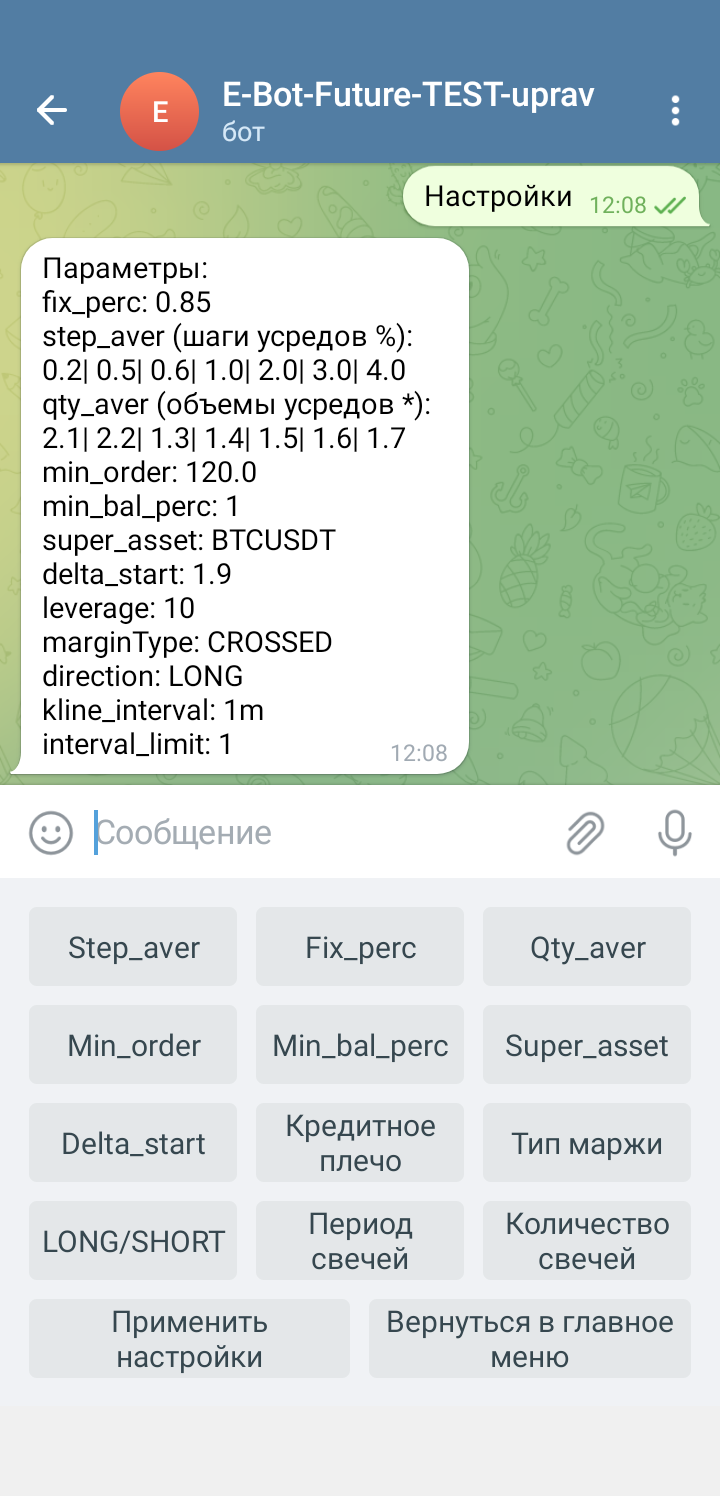 E
E-Bot-Future-TEST-uprav
бот
Настройки 12:08
Параметры:
fix_perc: 0.85
step_aver (шаги усредов %):
0.2| 0.5| 0.6| 1.0| 2.0| 3.0| 4.0
qty_aver (объемы усредов *):
2.1| 2.2| 1.3| 1.4| 1.5| 1.6| 1.7
min_order: 120.0
min_bal_perc: 1
super_asset: BTCUSDT
delta_start: 1.9
leverage: 10
marginType: CROSSED
direction: LONG
kline_interval: 1m
interval_limit: 1
12:08
Сообщение
Step_aver
Fix_perc
Qty_aver
Min_order
Min_bal_perc
Super_asset
Delta_start
Кредитное
плечо
Тип маржи
LONG/SHORT
Период
свечей
Количество
свечей
Применить
настройки
Вернуться в главное
меню